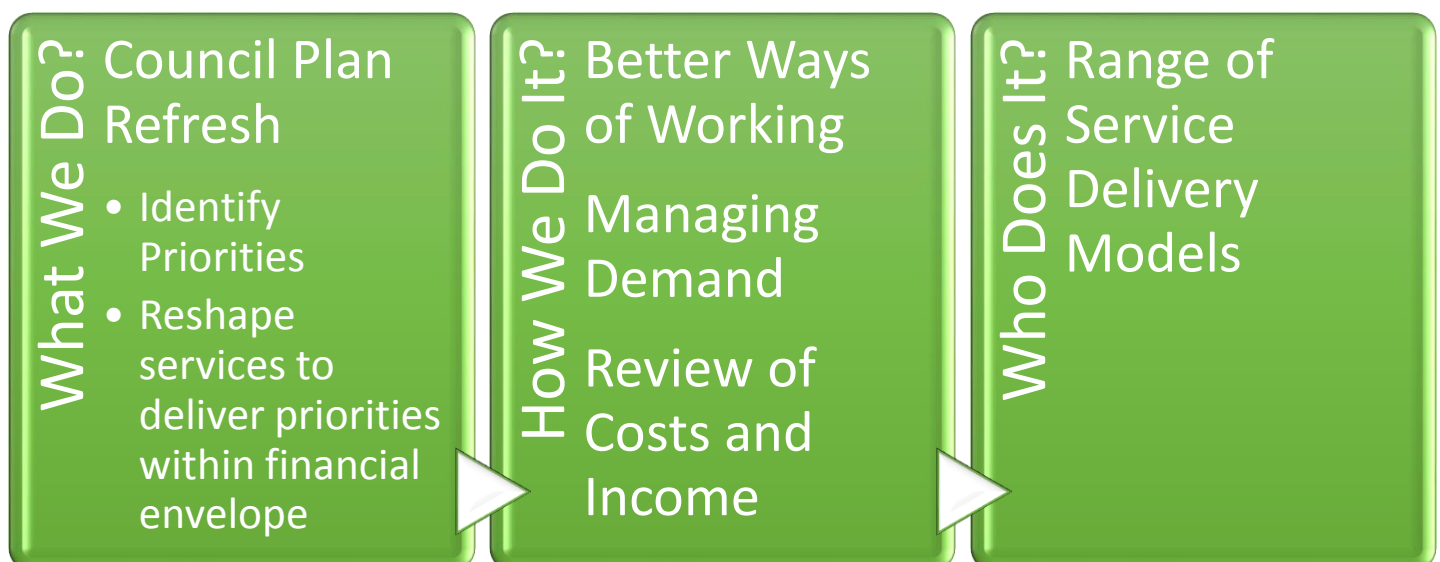 What We Do?
Council Plan
Refresh
• Identify
Priorities
• Reshape
services to
deliver priorities
within financial
envelope
How We Do It?
Better Ways
of Working
Managing
Demand
Review of
Costs and
Income
Who Does It?
Range of
Service
Delivery
Models